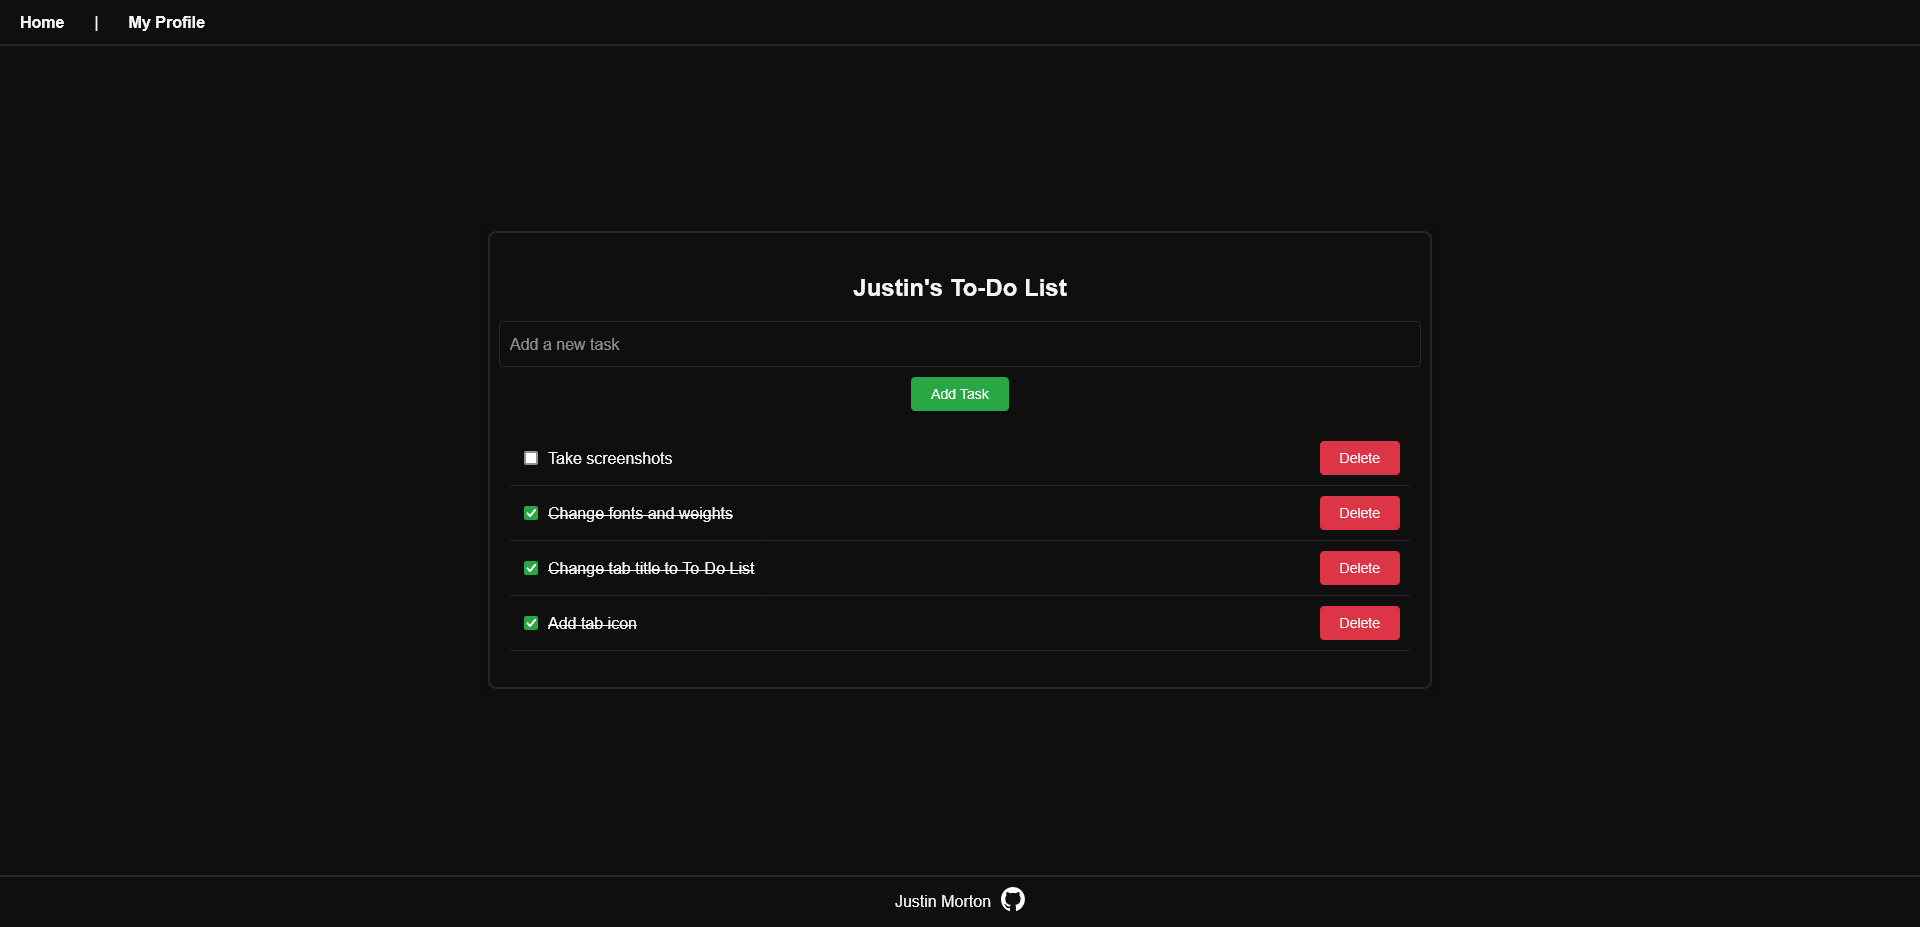 Home | My Profile
Justin's To-Do List
Add a new task
Add Task
Take screenshots Delete
Change fonts and weights Delete
Change tab title to To Do List Delete
Add tab icon Delete
Justin Morton